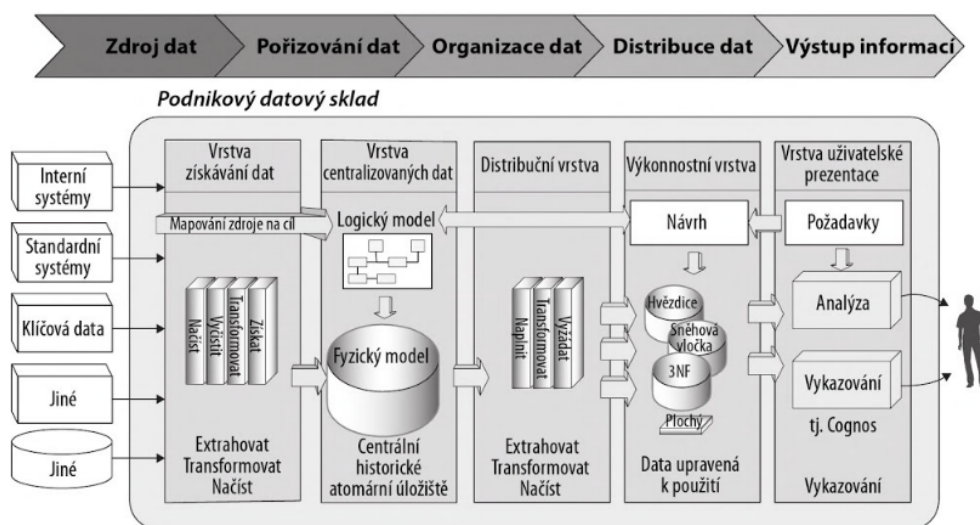 Zdroj dat
Pořizování dat
Organizace dat
Distribuce dat
Výstup informací
Podnikový datový sklad
Interní
systémy
Standardní
systémy
Klíčová data
Jiné
Jiné
Vrstva
získávání dat
Mapování zdroje na cíl
Načíst
Vyčistit
Transformovat
Získat
Extrahovat
Transformovat
Načíst
Vrstva
centralizovaných dat
Logický model
Fyzický model
Centrální
historické
atomární úložiště
Distribuční vrstva
Naplnit
Transformovat
Vyžádat
Extrahovat
Transformovat
Načíst
Výkonnostní vrstva
Návrh
Hvězdice
Sněhová
vločka
3NF
Plochý
Data upravená
k použití
Vrstva uživatelské
prezentace
Požadavky
Analýza
Vykazování
tj. Cognos
Vykazování